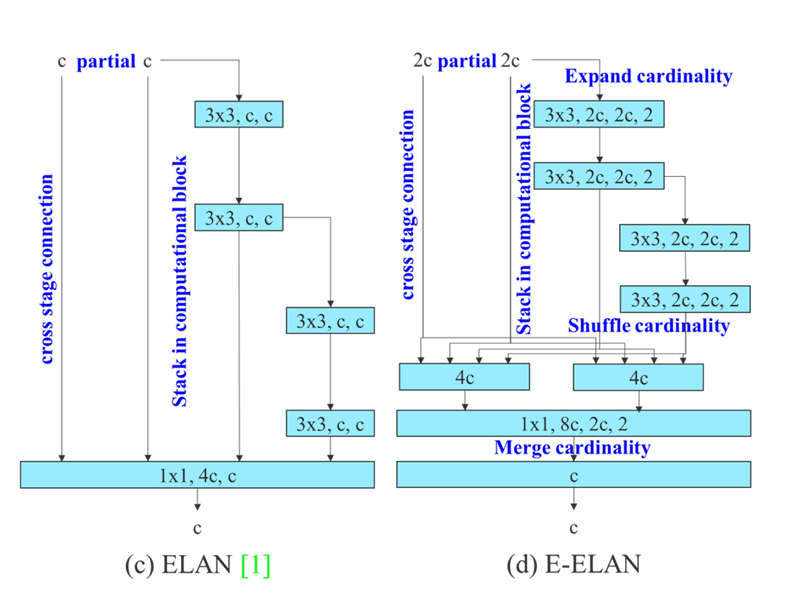 c partial c
3x3, c, c
3x3, c, c
3x3, c, c
3x3, c, c
cross stage connection
Stack in computational block
1x1, 4c, c
c
(c) ELAN [1]
2c partial 2c
Expand cardinality
3x3, 2c, 2c, 2
3x3, 2c, 2c, 2
3x3, 2c, 2c, 2
3x3, 2c, 2c, 2
cross stage connection
Stack in computational block
Shuffle cardinality
4c
4c
1x1, 8c, 2c, 2
Merge cardinality
c
c
(d) E-ELAN